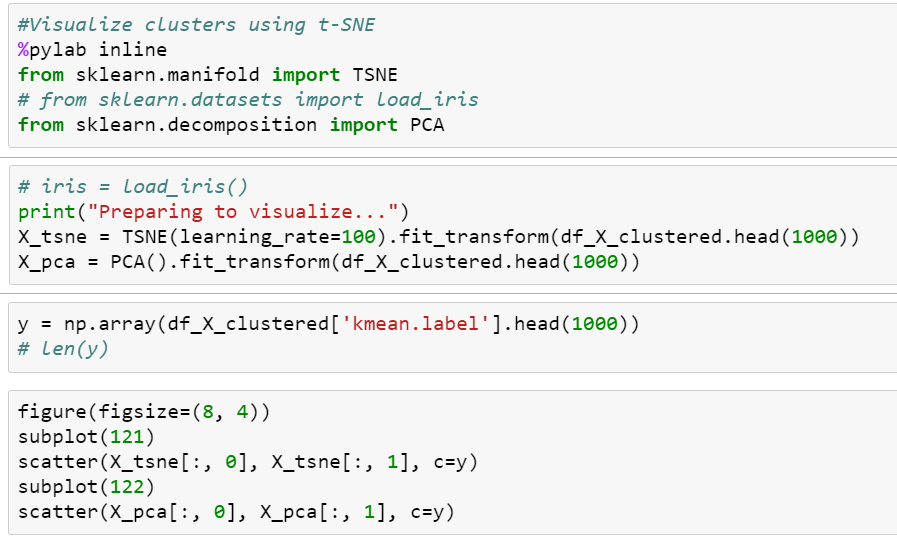 #Visualize clusters using t-SNE
%pylab inline
from sklearn.manifold import TSNE
# from sklearn.datasets import load_iris
from sklearn.decomposition import PCA
# iris = load_iris()
print("Preparing to visualize...")
X_tsne = TSNE(learning_rate=100).fit_transform(df_X_clustered.head(1000))
X_pca = PCA().fit_transform(df_X_clustered.head(1000))
y = np.array(df_X_clustered['kmean.label'].head(1000))
# len(y)
figure(figsize=(8, 4))
subplot(121)
scatter(X_tsne[:, 0], X_tsne[:, 1], c=y)
subplot(122)
scatter(X_pca[:, 0], X_pca[:, 1], c=y)